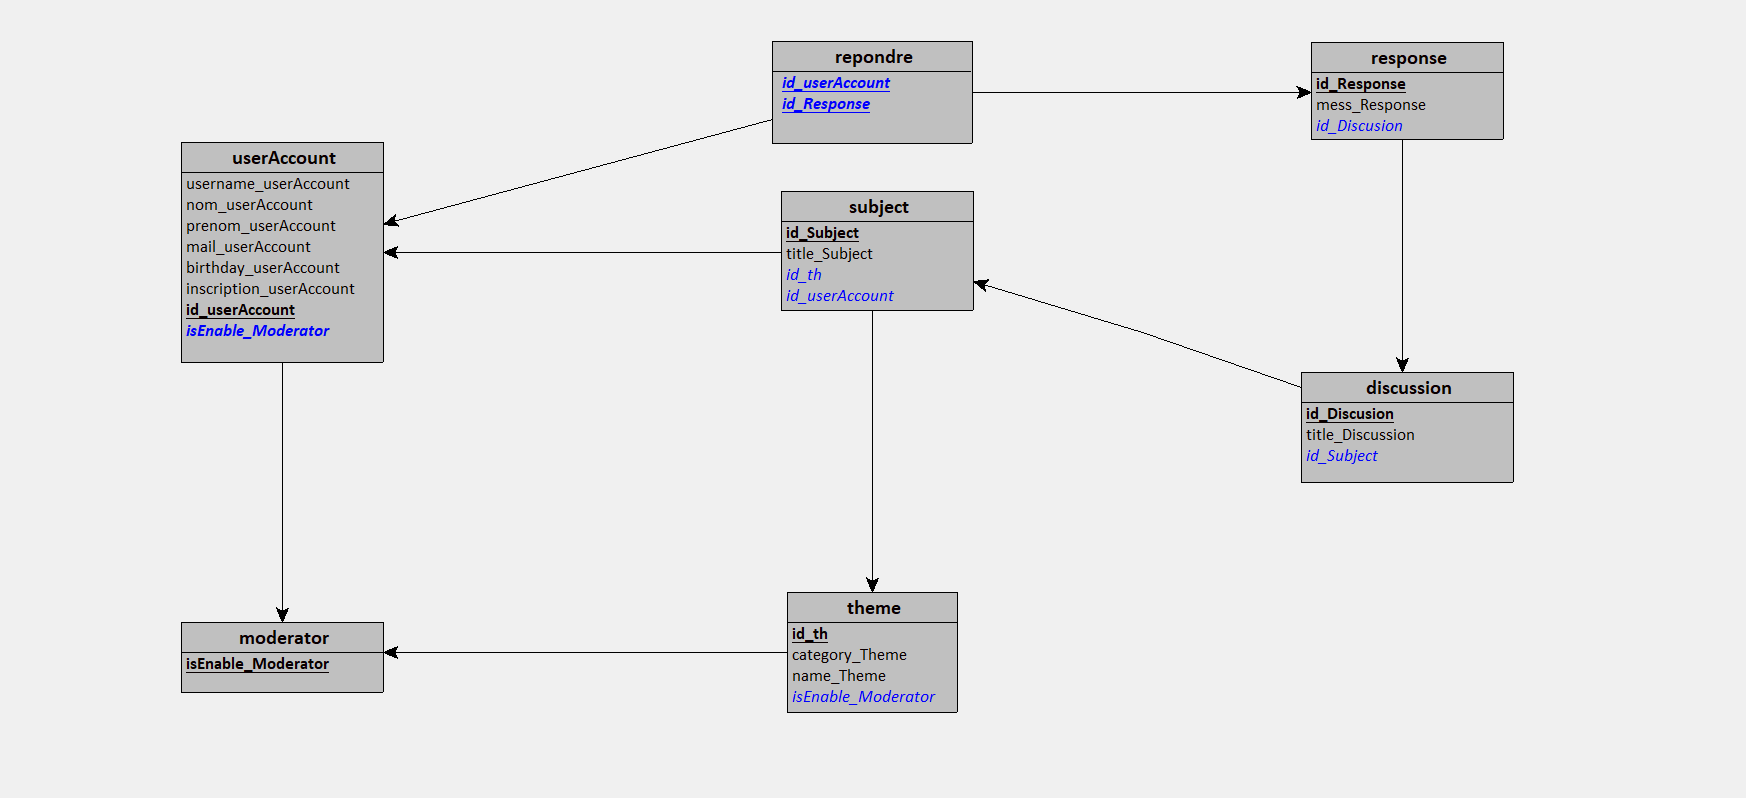 repondre
id_userAccount
id_Response
response
id_Response
mess_Response
id_Discusion
userAccount
username_userAccount
nom_userAccount
prenom_userAccount
mail_userAccount
birthday_userAccount
inscription_userAccount
id_userAccount
isEnable_Moderator
subject
id_Subject
title_Subject
id_th
id_userAccount
discussion
id_Discusion
title_Discussion
id_Subject
moderator
isEnable_Moderator
theme
id_th
category_Theme
name_Theme
isEnable_Moderator